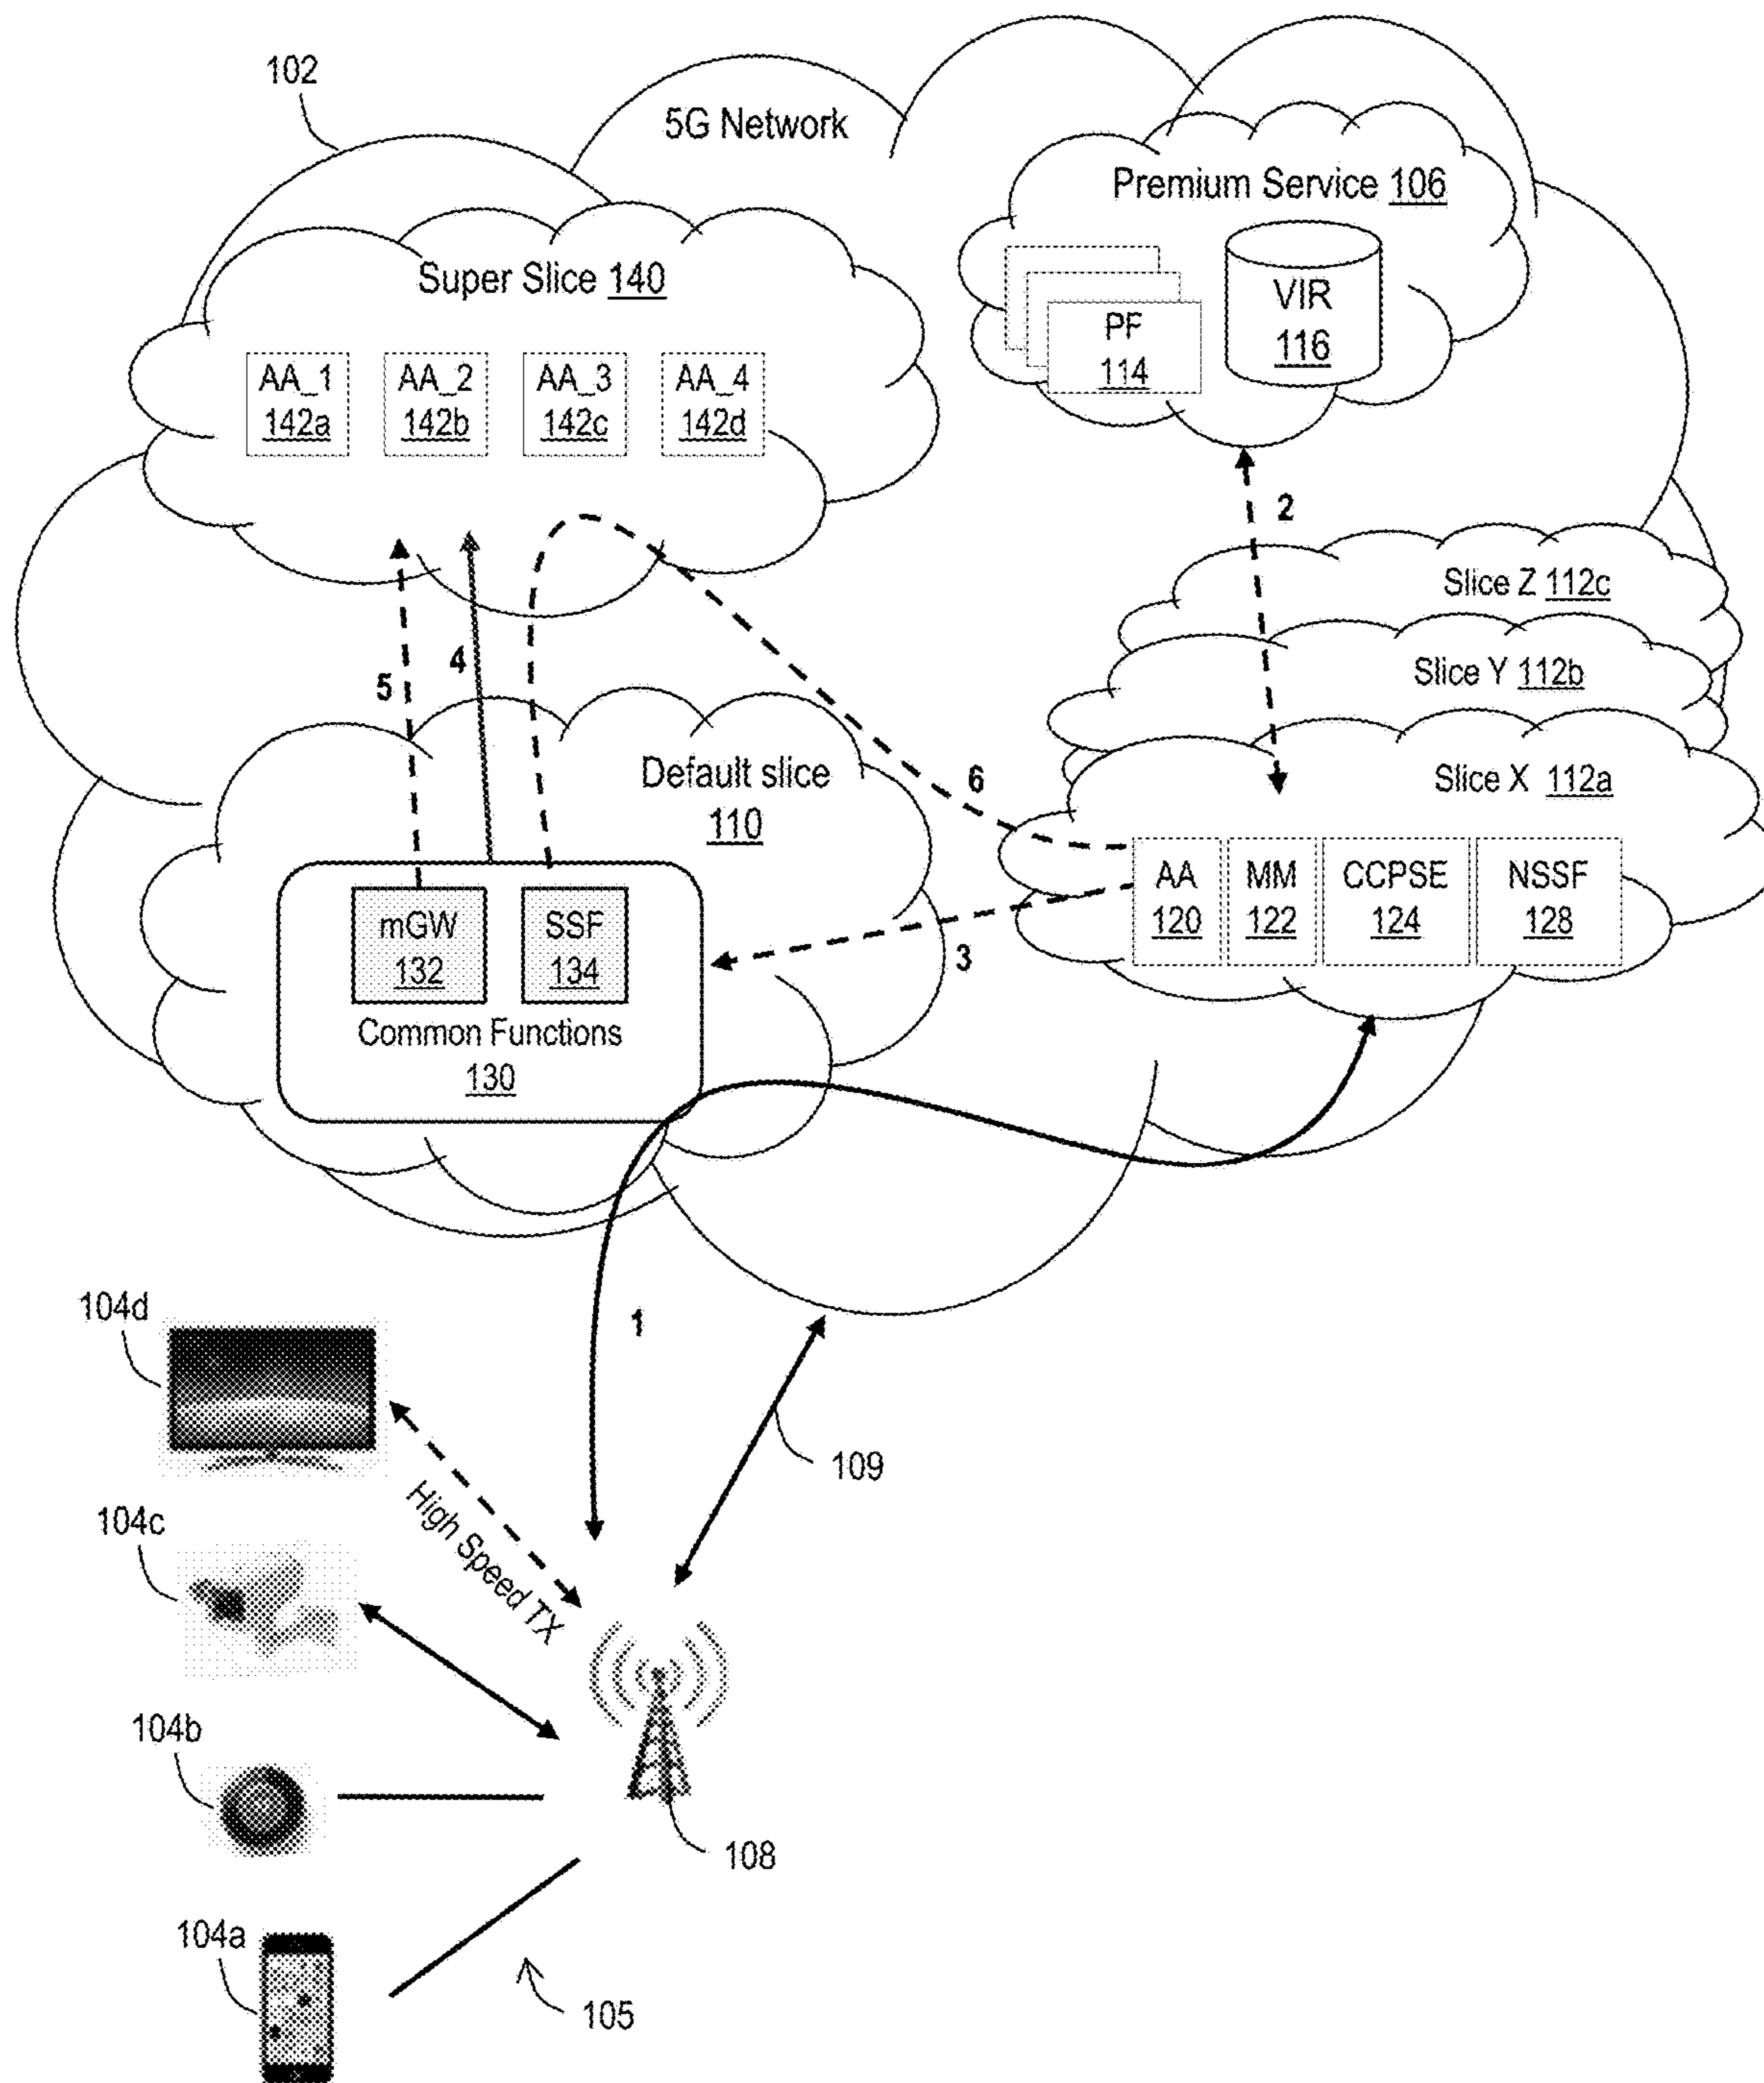 102
5G Network
Premium Service 106
PF
114
VIR
116
Super Slice 140
AA_1
142a
AA_2
142b
AA_3
142c
AA_4
142d
2
Slice Z 112c
Slice Y 112b
Slice X 112a
5
4
6
Default slice
110
AA
120
MM
122
CCPSE
124
NSSF
128
mGW
132
SSF
134
3
Common Functions
130
1
104d
109
High Speed TX
104c
104b
108
104a
105